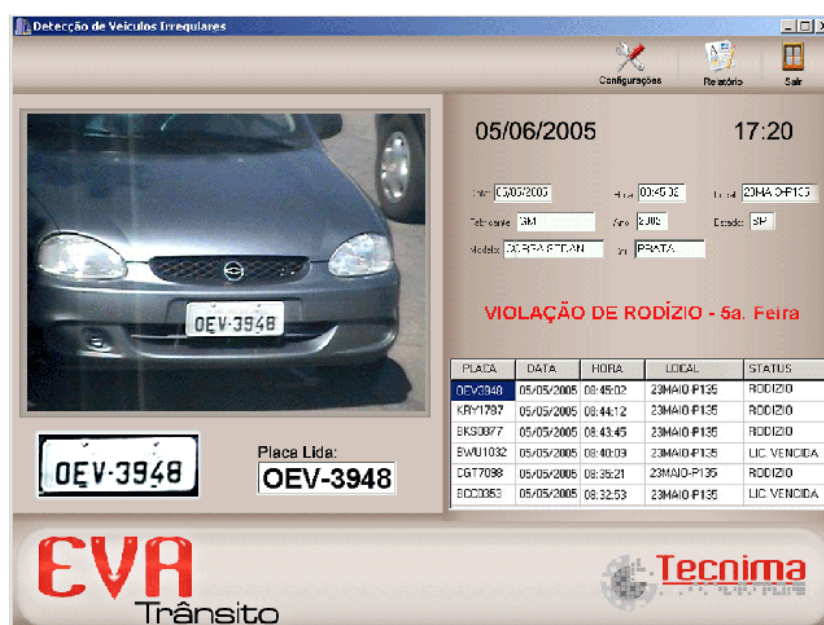 Detecção de Veículos Irregulares
Configurações Relatório Sair
05/06/2005 17:20
Data: 05/05/2005 Hora: 08:45:02 Local: 23MAIO-P135
Fabricante: GM Ano: 2003 Estado: SP
Modelo: CORSA SEDAN PRATA
VIOLAÇÃO DE RODÍZIO - 5a. Feira
OEV-3948
PLACA DATA HORA LOCAL STATUS
OEV3948 05/05/2005 08:45:02 23MAIO-P135 RODIZIO
KRY1787 05/05/2005 08:44:12 23MAIO-P135 RODIZIO
BKS0877 05/05/2005 08:43:45 23MAIO-P135 RODIZIO
BWU1032 05/05/2005 08:40:09 23MAIO-P135 LIC. VENCIDA
CGT7098 05/05/2005 08:35:21 23MAIO-P135 RODIZIO
BCC0353 05/05/2005 08:32:53 23MAIO-P135 LIC. VENCIDA
OEV-3948
Placa Lida:
OEV-3948
EVA
Trânsito
Tecnima